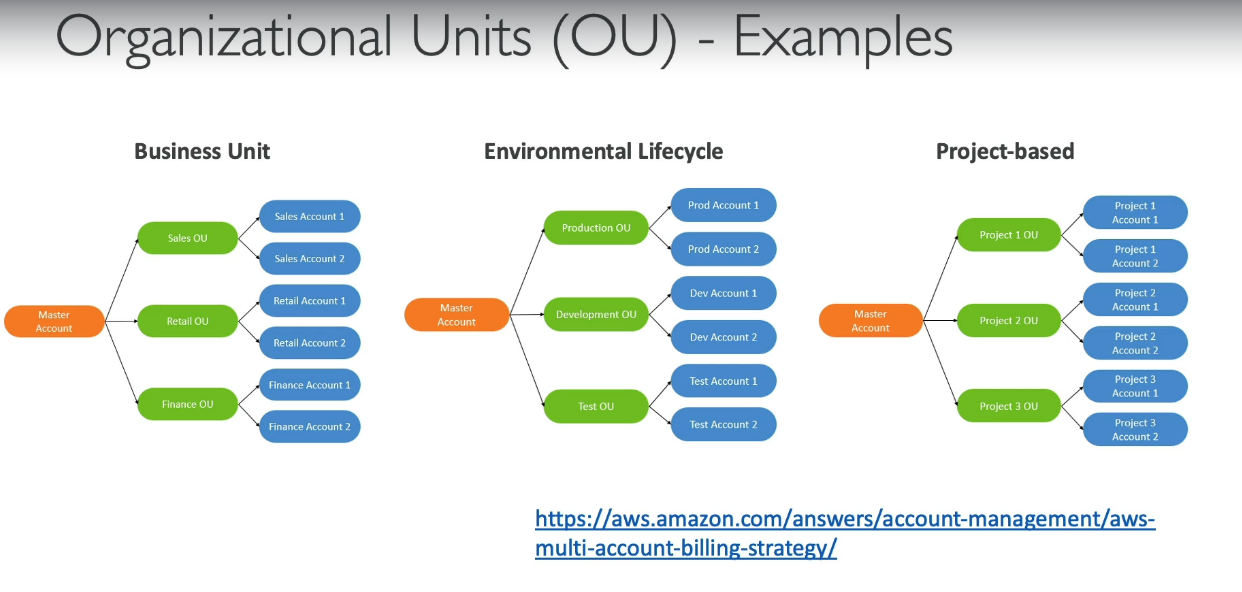 Organizational Units (OU) - Examples
Business Unit
Master
Account
Sales OU
Retail OU
Finance OU
Sales Account 1
Sales Account 2
Retail Account 1
Retail Account 2
Finance Account 1
Finance Account 2
Environmental Lifecycle
Master
Account
Production OU
Development OU
Test OU
Prod Account 1
Prod Account 2
Dev Account 1
Dev Account 2
Test Account 1
Test Account 2
Project-based
Master
Account
Project 1 OU
Project 2 OU
Project 3 OU
Project 1
Account 1
Project 1
Account 2
Project 2
Account 1
Project 2
Account 2
Project 3
Account 1
Project 3
Account 2
https://aws.amazon.com/answers/account-management/aws-
multi-account-billing-strategy/